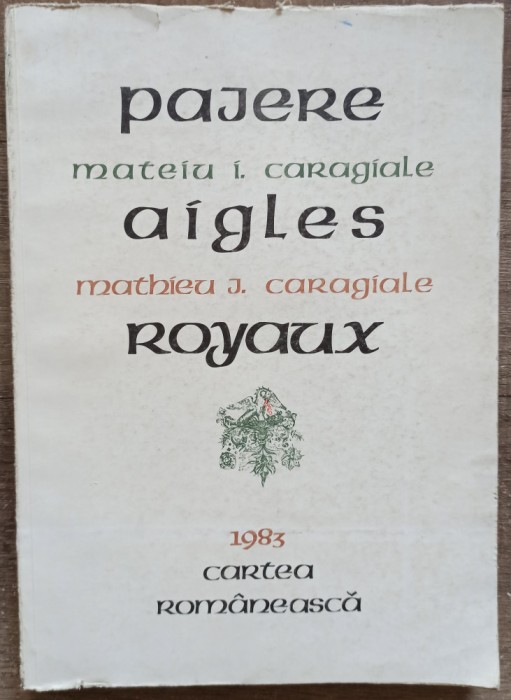 pajere
mateiu i. caragiale
aigles
mathieu j. caragiale
royaux
1983
cartea
românească